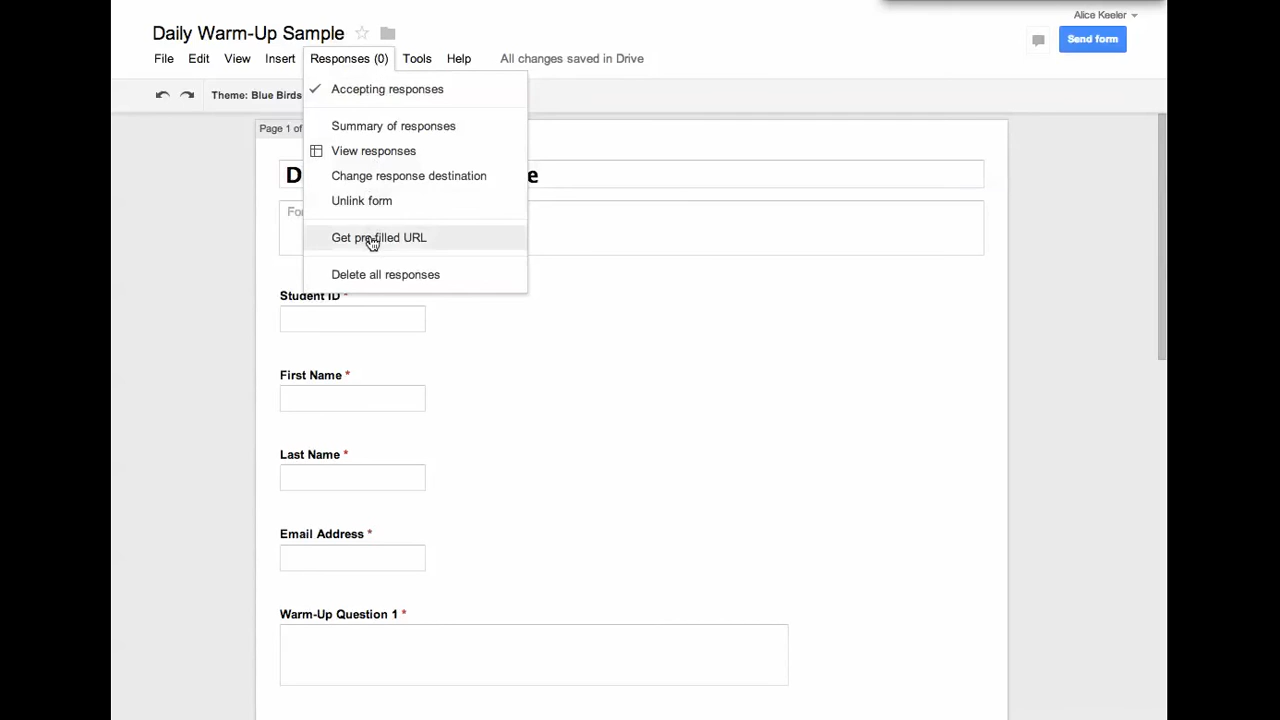 Alice Keeler
Daily Warm-Up Sample
Send form
File Edit View Insert Responses (0) Tools Help All changes saved in Drive
Theme: Blue Birds
Accepting responses
Page 1 of
Summary of responses
View responses
Change response destination
Unlink form
Get pre-filled URL
Delete all responses
Student ID *
First Name *
Last Name *
Email Address *
Warm-Up Question 1 *